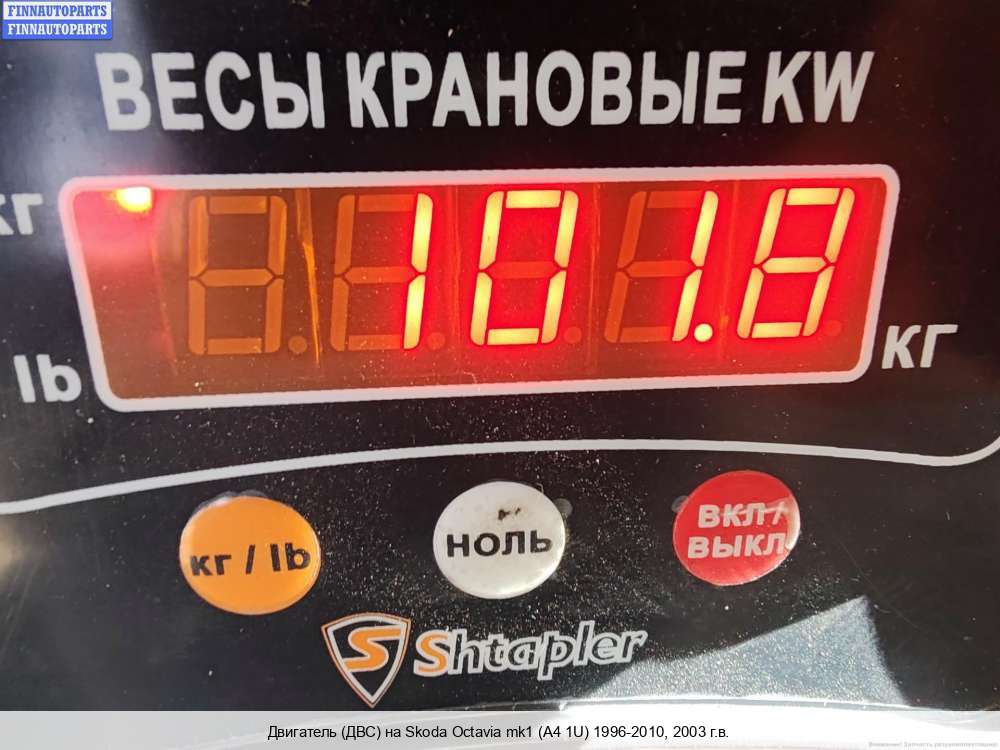 FINNAUTOPARTS
FINNAUTOPARTS
ВЕСЫ КРАНОВЫЕ KW
кг
101.8
lb
кг
кг / lb
НОЛЬ
ВКЛ /
ВЫКЛ
S Shtapler
Двигатель (ДВС) на Skoda Octavia mk1 (A4 1U) 1996-2010, 2003 г.в.